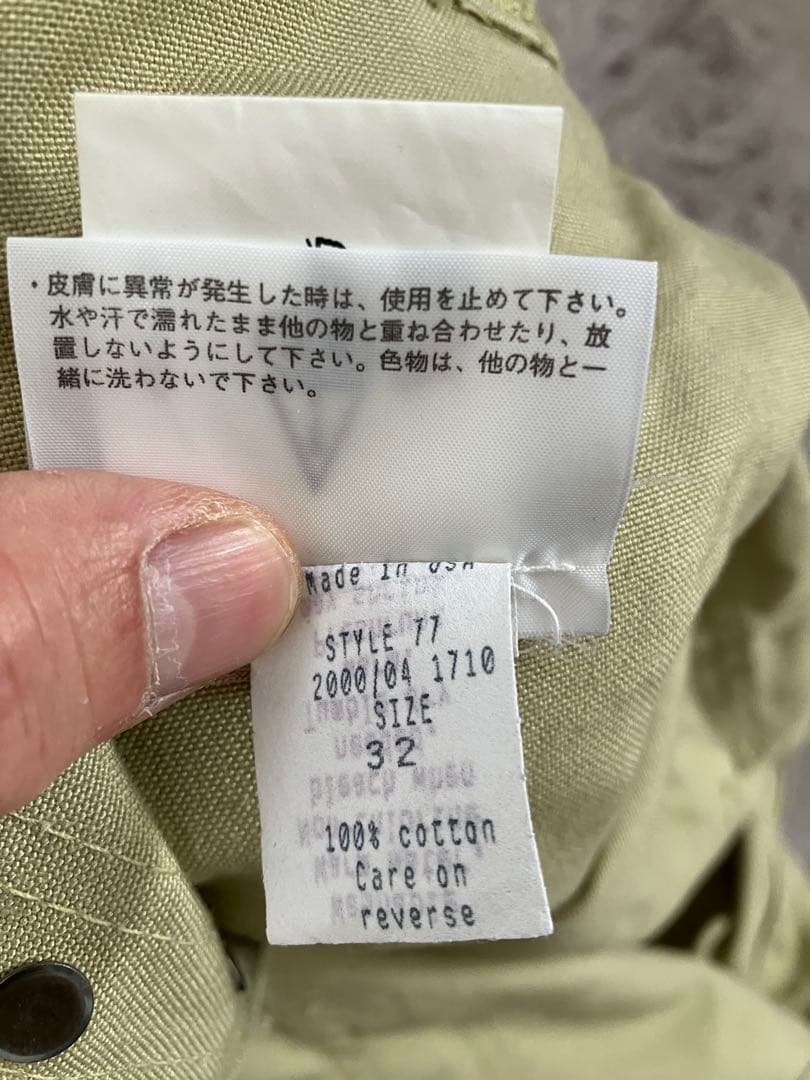 ・皮膚に異常が発生した時は、使用を止めて下さい。
水や汗で濡れたまま他の物と重ね合わせたり、放
置しないようにして下さい。色物は、他の物と一
緒に洗わないで下さい。
Made in USA
STYLE 77
2000/04 1710
SIZE
32
100% cotton
Care on
reverse